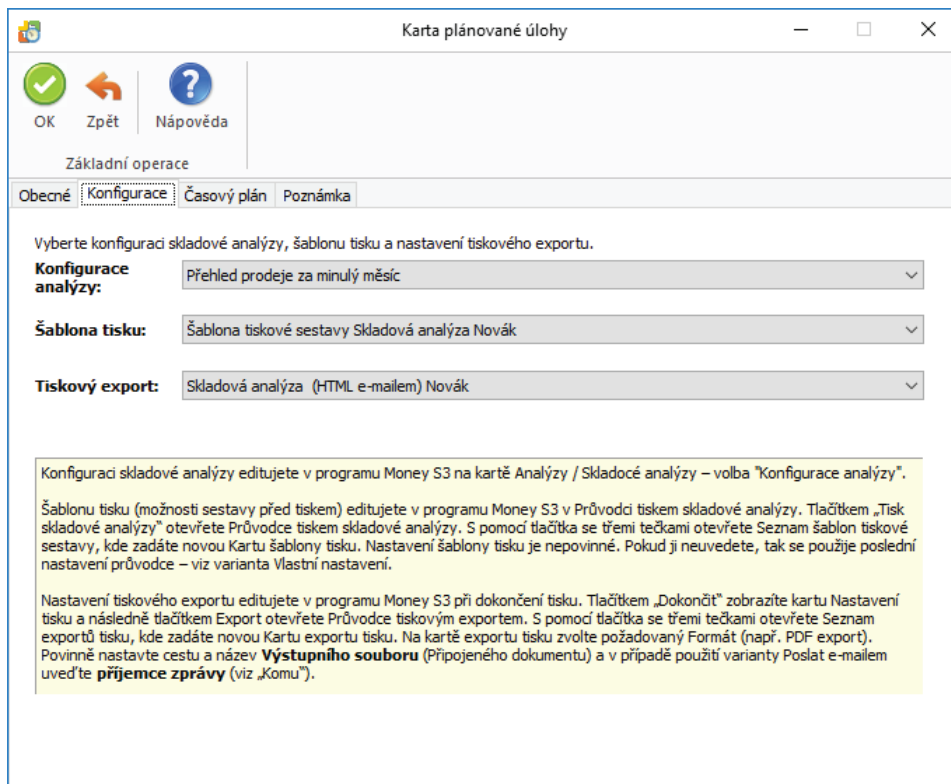 Karta plánované úlohy
OK Zpět Nápověda
Základní operace
Obecné Konfigurace Časový plán Poznámka
Vyberte konfiguraci skladové analýzy, šablonu tisku a nastavení tiskového exportu.
Konfigurace
analýzy:
Přehled prodeje za minulý měsíc
Šablona tisku:
Šablona tiskové sestavy Skladová analýza Novák
Tiskový export:
Skladová analýza (HTML e-mailem) Novák
Konfiguraci skladové analýzy editujete v programu Money S3 na kartě Analýzy / Skladocé analýzy – volba "Konfigurace analýzy".
Šablonu tisku (možnosti sestavy před tiskem) editujete v programu Money S3 v Průvodci tiskem skladové analýzy. Tlačítkem „Tisk
skladové analýzy“ otevřete Průvodce tiskem skladové analýzy. S pomocí tlačítka se třemi tečkami otevřete Seznam šablon tiskové
sestavy, kde zadáte novou Kartu šablony tisku. Nastavení šablony tisku je nepovinné. Pokud ji neuvedete, tak se použije poslední
nastavení průvodce – viz varianta Vlastní nastavení.
Nastavení tiskového exportu editujete v programu Money S3 při dokončení tisku. Tlačítkem „Dokončit“ zobrazíte kartu Nastavení
tisku a následně tlačítkem Export otevřete Průvodce tiskovým exportem. S pomocí tlačítka se třemi tečkami otevřete Seznam
exportů tisku, kde zadáte novou Kartu exportu tisku. Na kartě exportu tisku zvolte požadovaný Formát (např. PDF export).
Povinně nastavte cestu a název Výstupního souboru (Připojeného dokumentu) a v případě použití varianty Poslat e-mailem
uveďte příjemce zprávy (viz „Komu“).